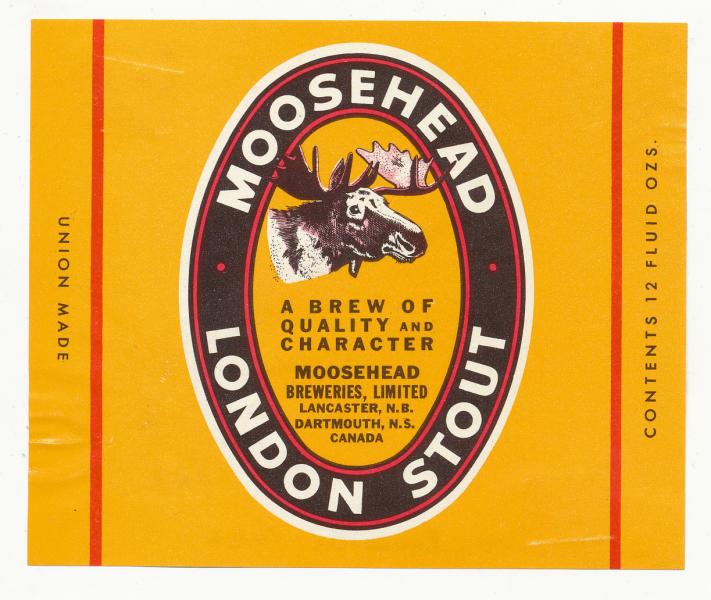 UNION MADE
MOOSEHEAD
A BREW OF
QUALITY AND
CHARACTER
MOOSEHEAD
BREWERIES, LIMITED
LANCASTER, N.B.
DARTMOUTH, N.S.
CANADA
LONDON STOUT
CONTENTS 12 FLUID OZS.